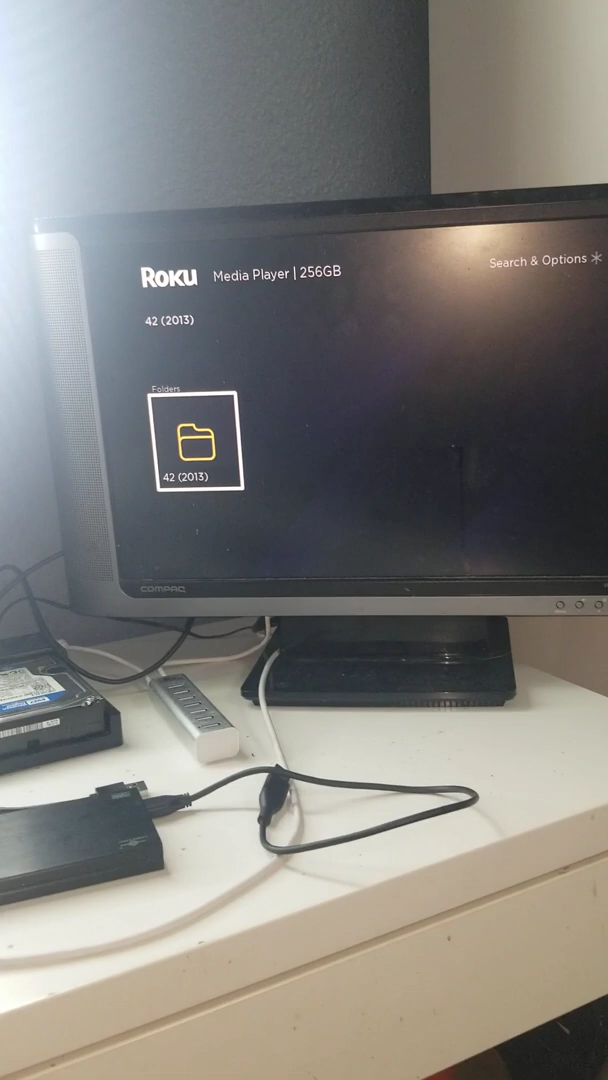 Roku Media Player | 256GB
Search & Options
42 (2013)
Folders
42 (2013)
COMPAQ